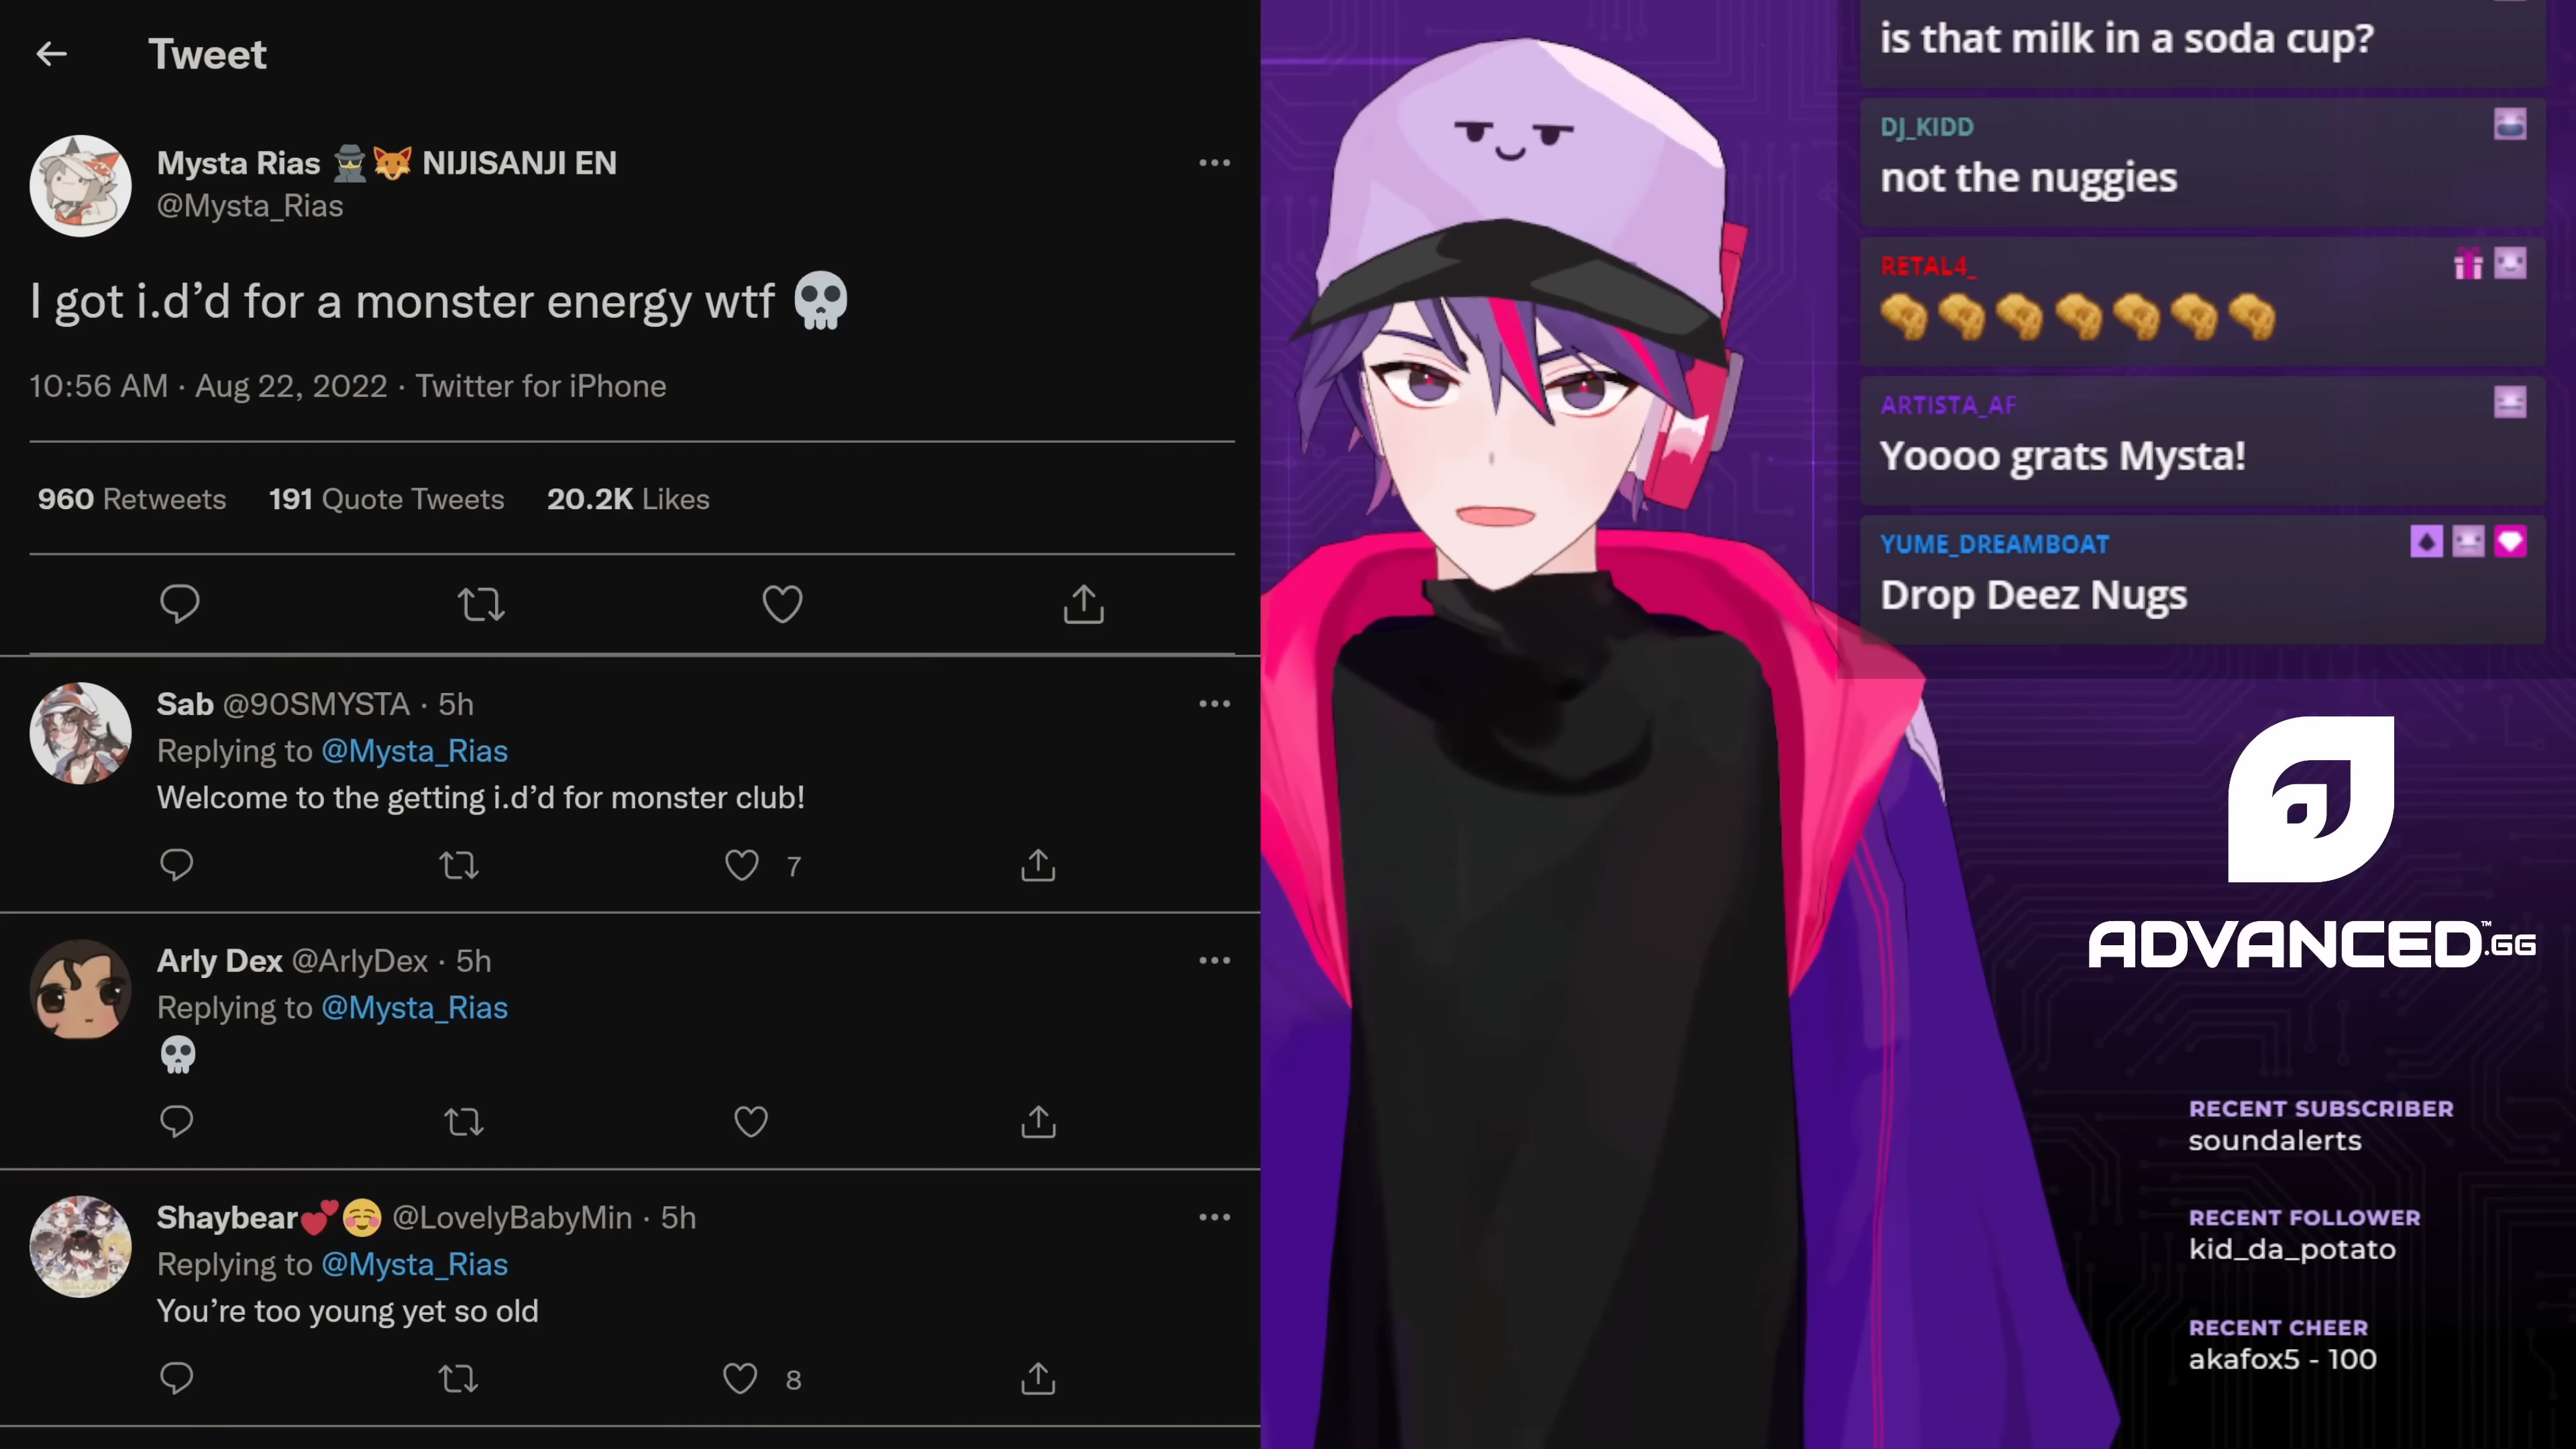 Tweet
Mysta Rias 🕵️🦊 NIJISANJI EN
@Mysta_Rias
I got i.d’d for a monster energy wtf 💀
10:56 AM · Aug 22, 2022 · Twitter for iPhone
960 Retweets 191 Quote Tweets 20.2K Likes
Sab @90SMYSTA · 5h
Replying to @Mysta_Rias
Welcome to the getting i.d’d for monster club!
7
Arly Dex @ArlyDex · 5h
Replying to @Mysta_Rias
💀
Shaybear💕☺️ @LovelyBabyMin · 5h
Replying to @Mysta_Rias
You’re too young yet so old
8
is that milk in a soda cup?
DJ_KIDD
not the nuggies
RETAL4_
ARTISTA_AF
Yoooo grats Mysta!
YUME_DREAMBOAT
Drop Deez Nugs
ADVANCED™.GG
RECENT SUBSCRIBER
soundalerts
RECENT FOLLOWER
kid_da_potato
RECENT CHEER
akafox5 - 100